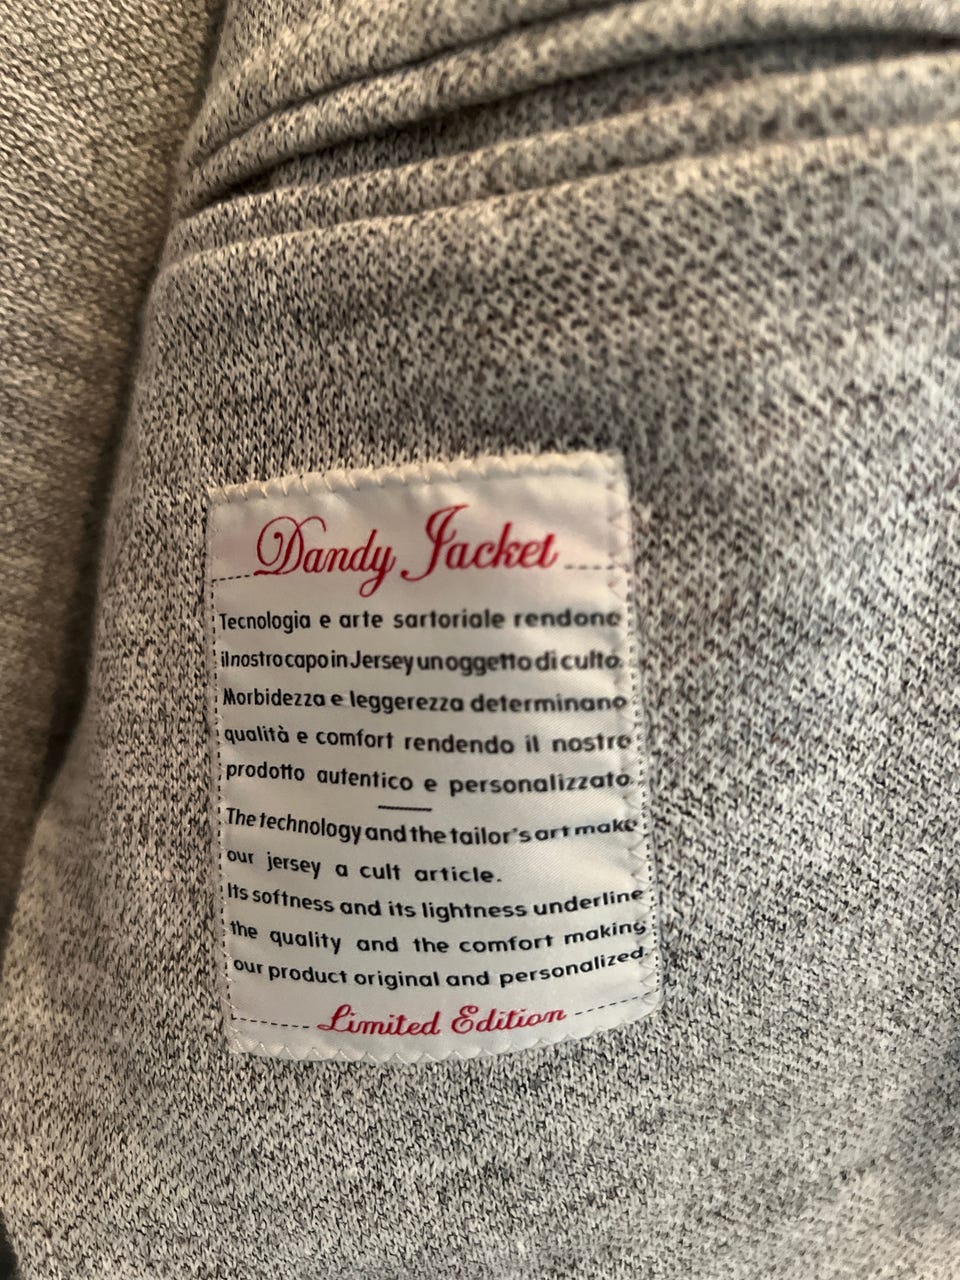 Dandy Jacket
Tecnologia e arte sartoriale rendono
il nostro capo in Jersey un oggetto di culto.
Morbidezza e leggerezza determinano
qualità e comfort rendendo il nostro
prodotto autentico e personalizzato.
The technology and the tailor's art make
our jersey a cult article.
Its softness and its lightness underline
the quality and the comfort making
our product original and personalized.
Limited Edition